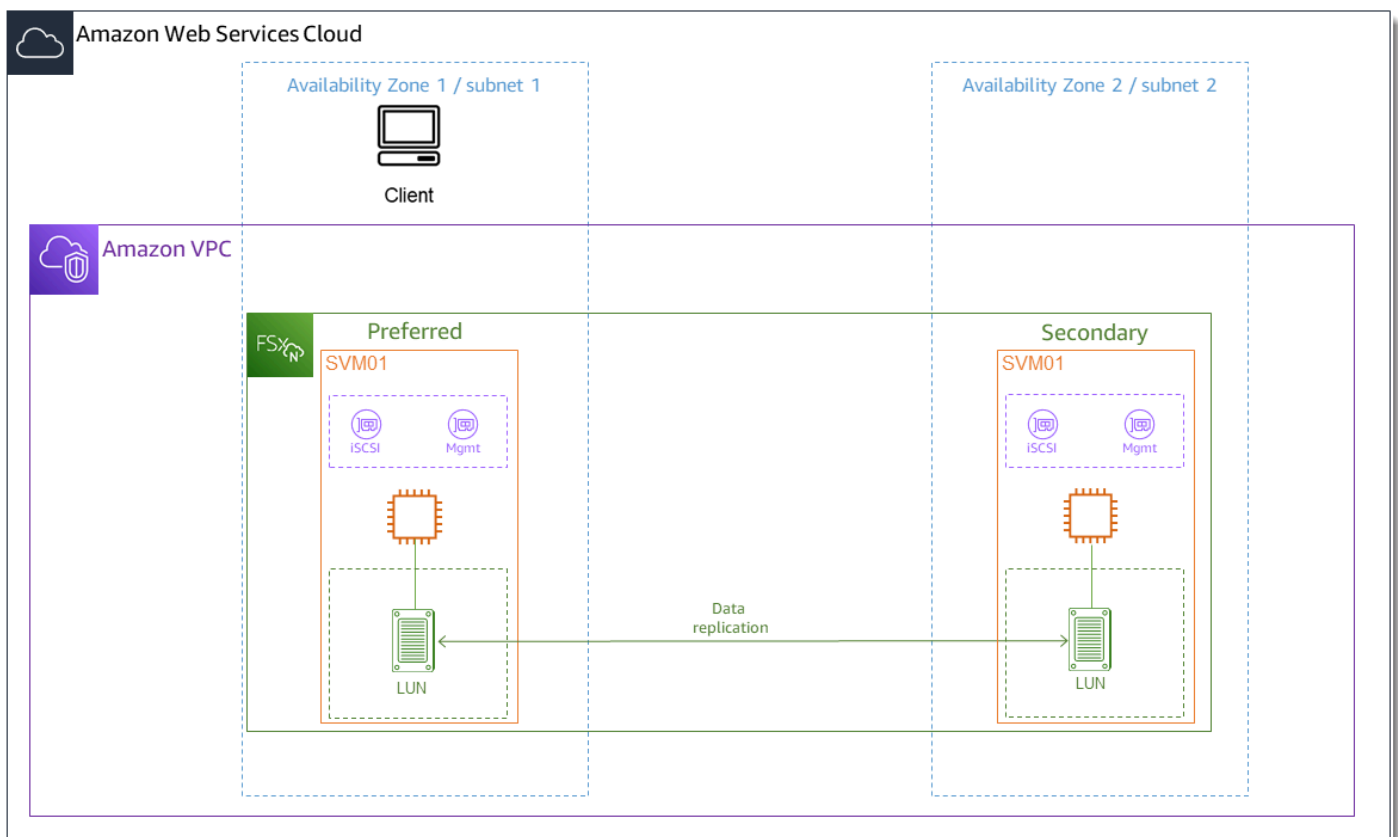 Amazon Web Services Cloud
Availability Zone 1 / subnet 1
Availability Zone 2 / subnet 2
Client
Amazon VPC
FSx
N
Preferred
Secondary
SVM01
SVM01
iSCSI
Mgmt
iSCSI
Mgmt
Data
replication
LUN
LUN